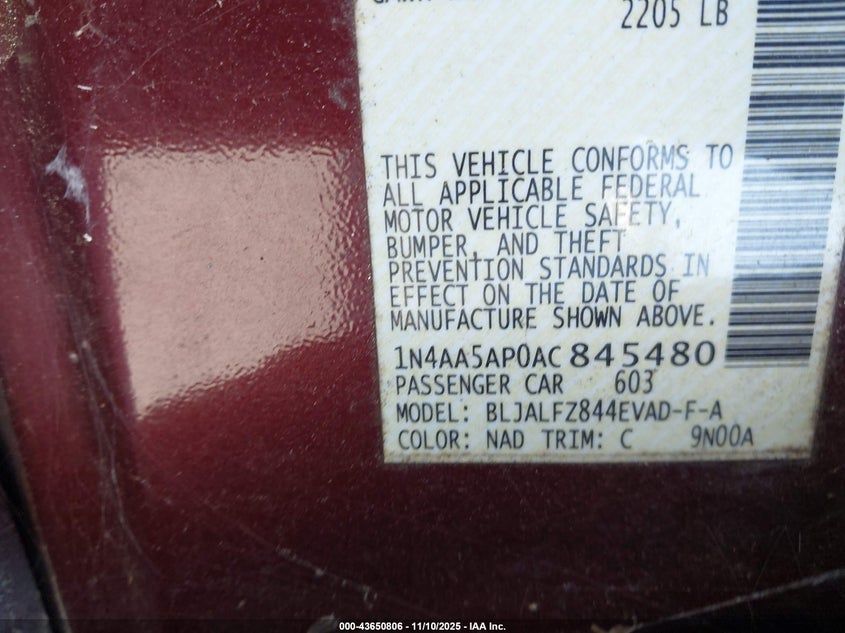 2205 LB
THIS VEHICLE CONFORMS TO
ALL APPLICABLE FEDERAL
MOTOR VEHICLE SAFETY,
BUMPER, AND THEFT
PREVENTION STANDARDS IN
EFFECT ON THE DATE OF
MANUFACTURE SHOWN ABOVE.
1N4AA5AP0AC 845480
PASSENGER CAR 603
MODEL: BLJALFZ844EVAD-F-A
COLOR: NAD TRIM: C 9N00A
000-43650806 - 11/10/2025 - IAA Inc.